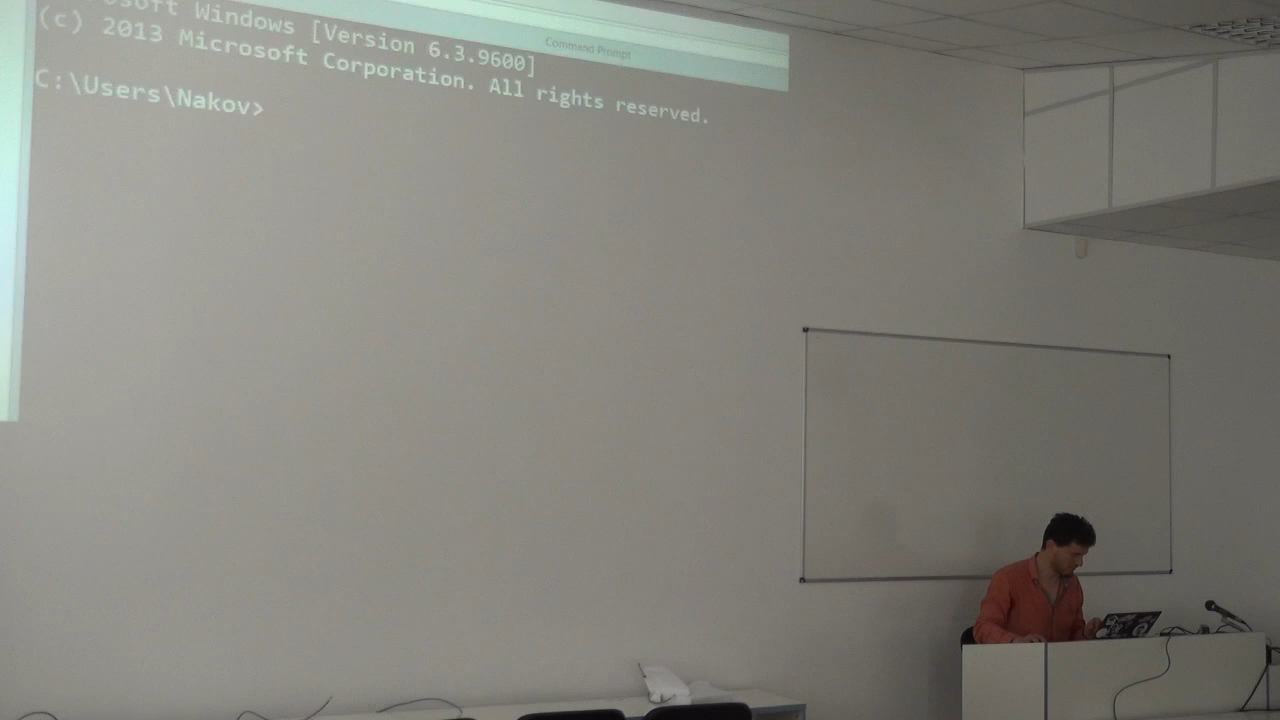 Command Prompt
Windows [Version 6.3.9600]
(c) 2013 Microsoft Corporation. All rights reserved.
C:\Users\Nakov>